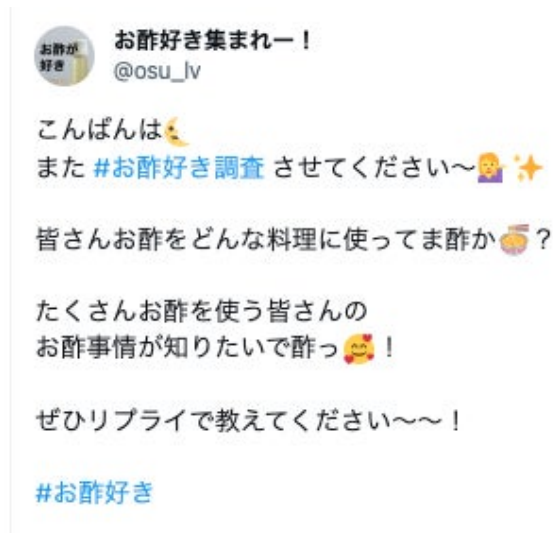 お酢が
好き
お酢好き集まれー！
@osu_lv
こんばんは🌜
また #お酢好き調査 させてください〜💁‍♀️✨
皆さんお酢をどんな料理に使ってま酢か🍜？
たくさんお酢を使う皆さんの
お酢事情が知りたいで酢っ🥰！
ぜひリプライで教えてください〜〜！
#お酢好き